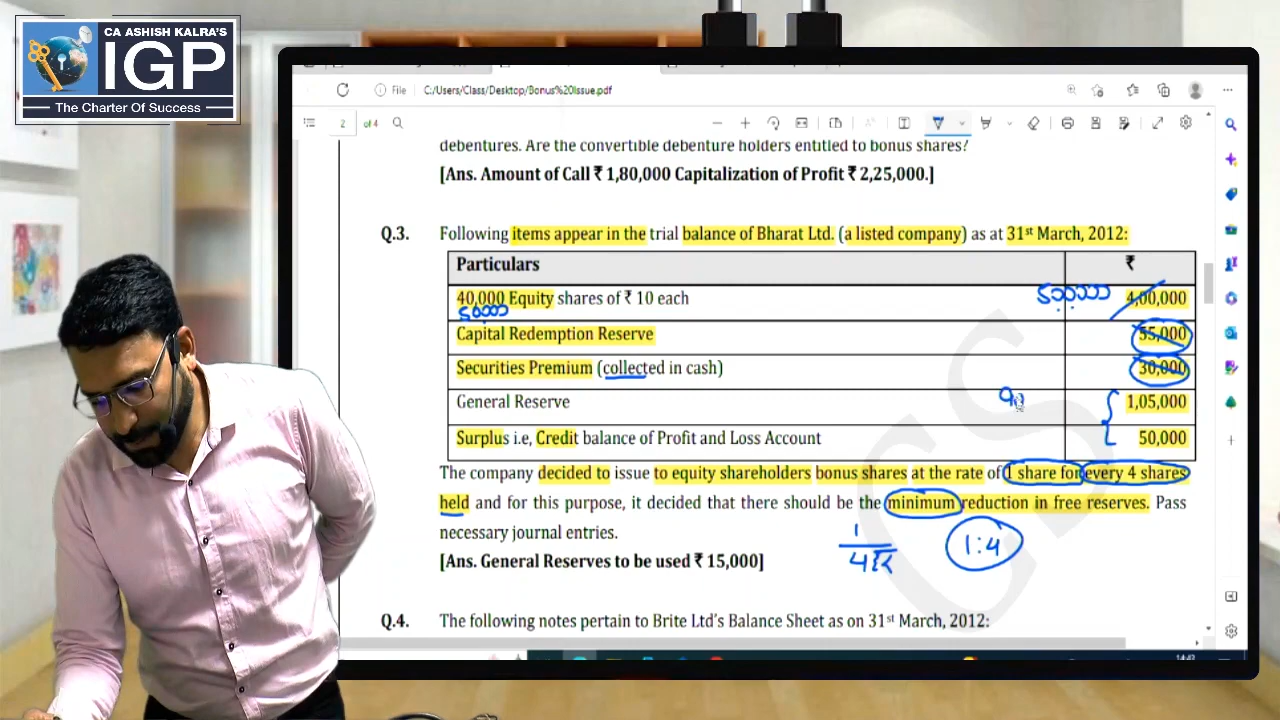 CA ASHISH KALRA'S
IGP
The Charter Of Success
File C:/Users/Class/Desktop/Bonus%20Issue.pdf
2 of 4
debentures. Are the convertible debenture holders entitled to bonus shares?
[Ans. Amount of Call ₹ 1,80,000 Capitalization of Profit ₹ 2,25,000.]
Q.3. Following items appear in the trial balance of Bharat Ltd. (a listed company) as at 31st March, 2012:
Particulars ₹
40,000 Equity shares of ₹ 10 each 500000 4,00,000
50000
Capital Redemption Reserve 55,000
Securities Premium (collected in cash) 30,000
General Reserve 90 1,05,000
Surplus i.e, Credit balance of Profit and Loss Account 50,000
The company decided to issue to equity shareholders bonus shares at the rate of 1 share for every 4 shares
held and for this purpose, it decided that there should be the minimum reduction in free reserves. Pass
necessary journal entries.
1
4
1:4
[Ans. General Reserves to be used ₹ 15,000]
Q.4. The following notes pertain to Brite Ltd's Balance Sheet as on 31st March, 2012:
CS
14:43